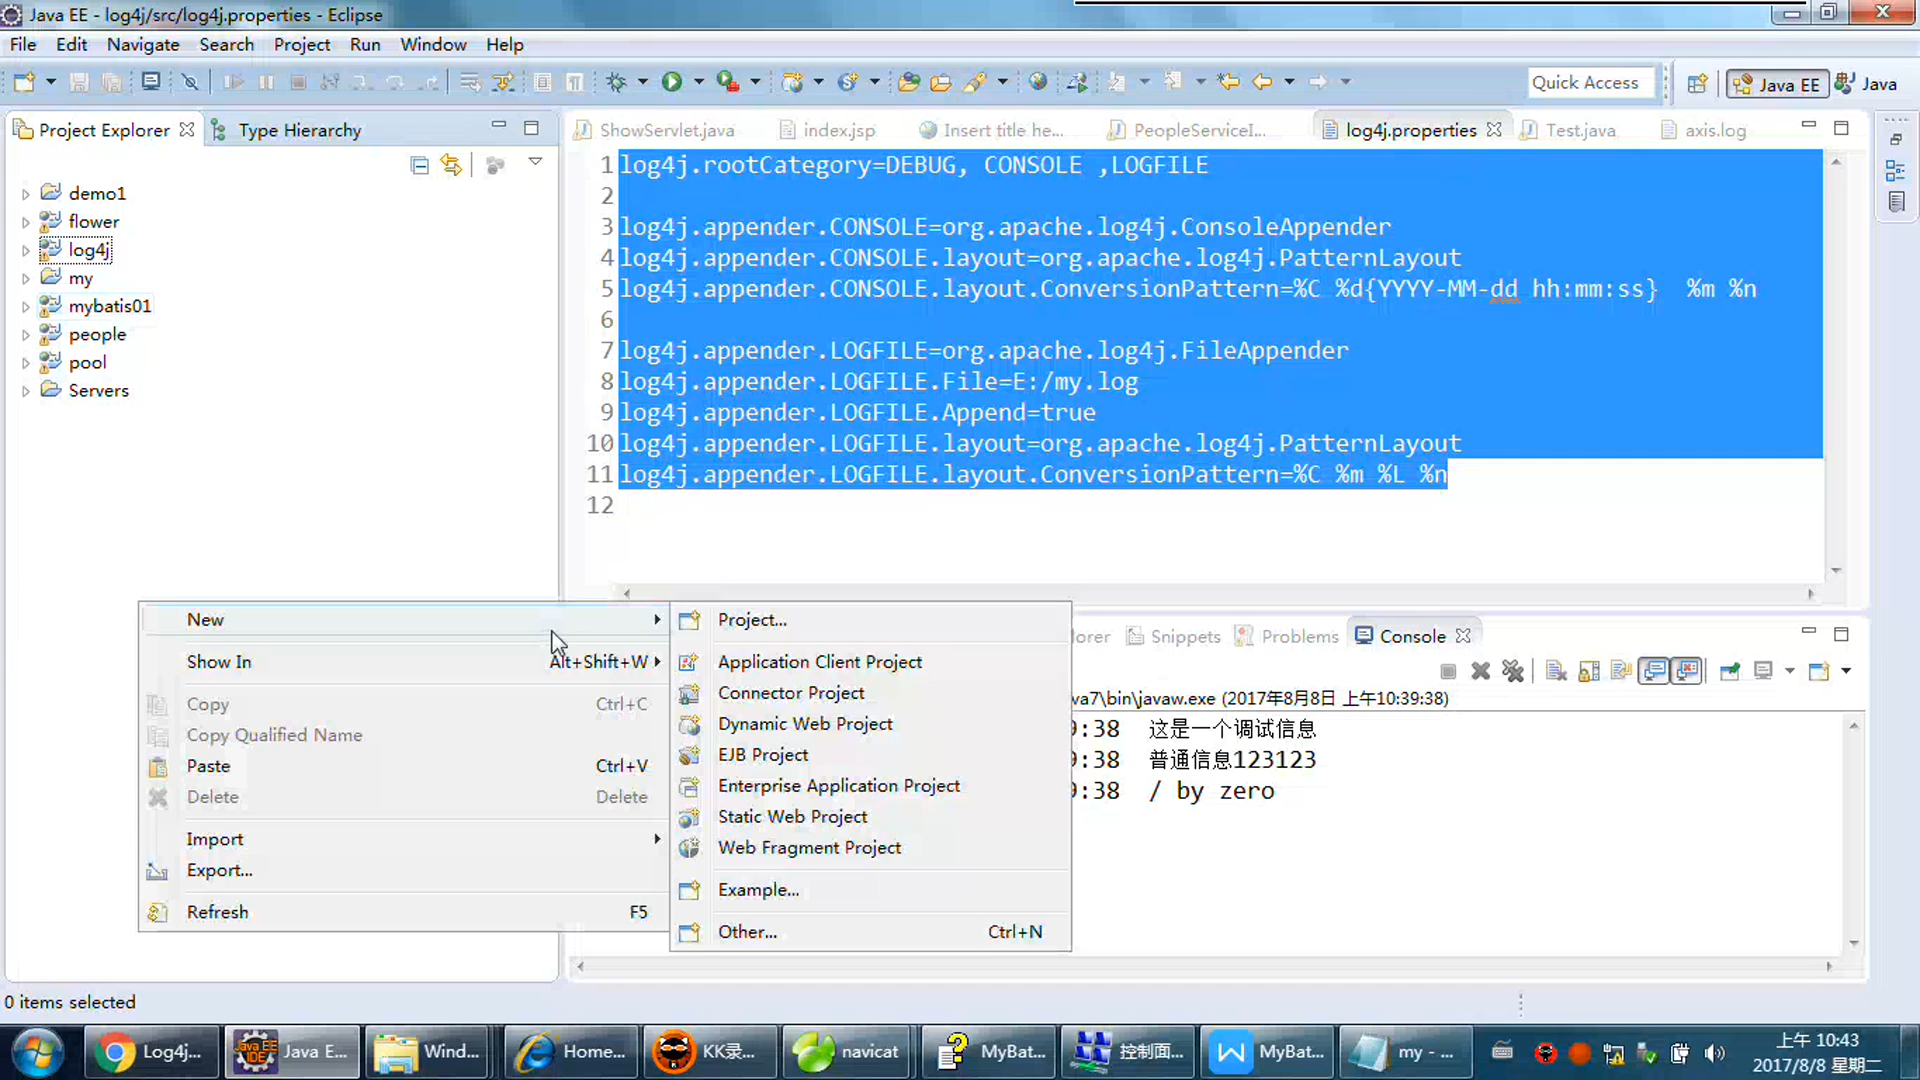 Java EE - log4j/src/log4j.properties - Eclipse
File Edit Navigate Search Project Run Window Help
Quick Access Java EE Java
Project Explorer Type Hierarchy
demo1
flower
log4j
my
mybatis01
people
pool
Servers
ShowServlet.java index.jsp Insert title he... PeopleServiceI... log4j.properties Test.java axis.log
1 log4j.rootCategory=DEBUG, CONSOLE ,LOGFILE
2
3 log4j.appender.CONSOLE=org.apache.log4j.ConsoleAppender
4 log4j.appender.CONSOLE.layout=org.apache.log4j.PatternLayout
5 log4j.appender.CONSOLE.layout.ConversionPattern=%C %d{YYYY-MM-dd hh:mm:ss}  %m %n
6
7 log4j.appender.LOGFILE=org.apache.log4j.FileAppender
8 log4j.appender.LOGFILE.File=E:/my.log
9 log4j.appender.LOGFILE.Append=true
10 log4j.appender.LOGFILE.layout=org.apache.log4j.PatternLayout
11 log4j.appender.LOGFILE.layout.ConversionPattern=%C %m %L %n
12
New
Show In Alt+Shift+W
Copy Ctrl+C
Copy Qualified Name
Paste Ctrl+V
Delete Delete
Import
Export...
Refresh F5
Project...
Application Client Project
Connector Project
Dynamic Web Project
EJB Project
Enterprise Application Project
Static Web Project
Web Fragment Project
Example...
Other... Ctrl+N
orer Snippets Problems Console
va7\bin\javaw.exe (2017年8月8日 上午10:39:38)
9:38 这是一个调试信息
9:38 普通信息123123
9:38 / by zero
0 items selected
Log4j... Java E... Wind... Home... KK录... navicat MyBat... 控制面... MyBat... my - ...
上午 10:43
2017/8/8 星期二